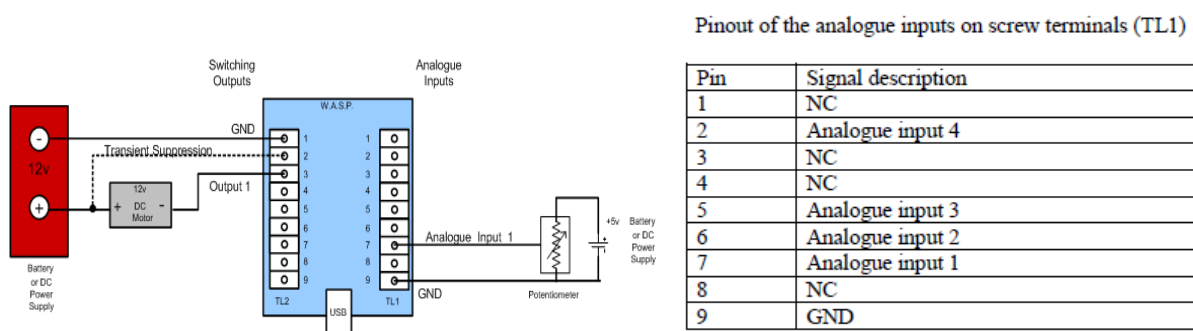 Pinout of the analogue inputs on screw terminals (TL1)
Switching
Outputs
Analogue
Inputs
W.A.S.P.
GND
Transient Suppression
Output 1
-
12v
+
12v
+ DC -
Motor
1
2
3
4
5
6
7
8
9
1
2
3
4
5
6
7
8
9
TL2
TL1
USB
Analogue Input 1
GND
Potentiometer
+5v
+
-
Battery
or DC
Power
Supply
Battery
or DC
Power
Supply
Pin Signal description
1 NC
2 Analogue input 4
3 NC
4 NC
5 Analogue input 3
6 Analogue input 2
7 Analogue input 1
8 NC
9 GND